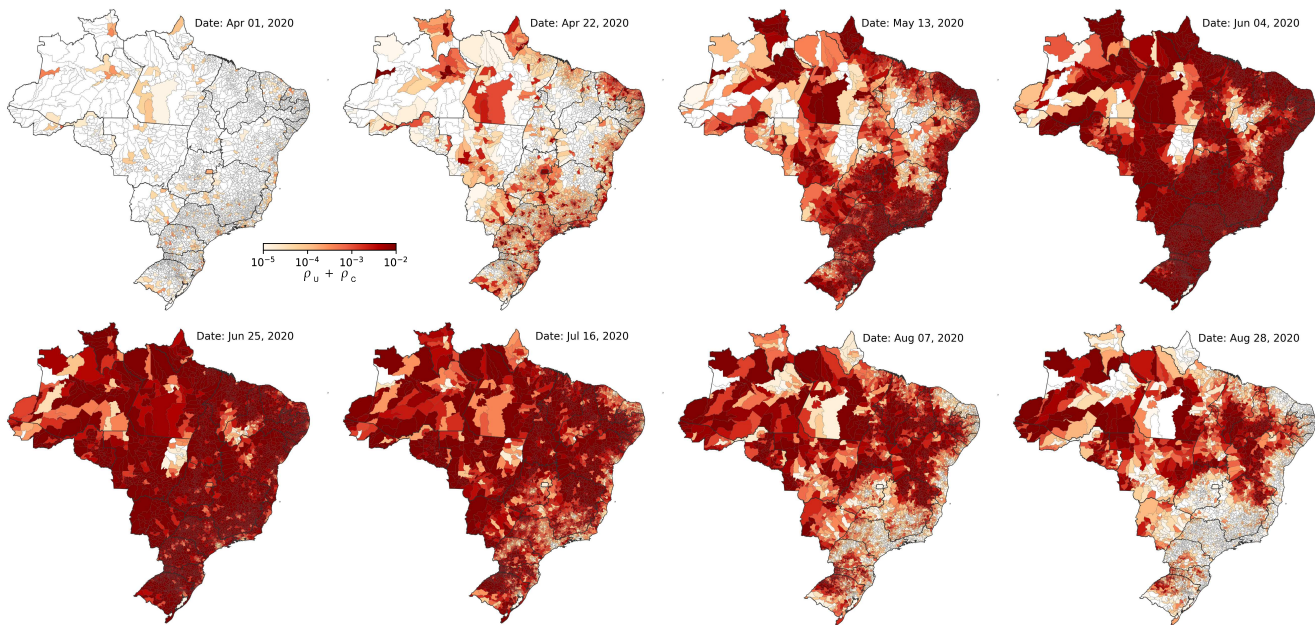 Date: Apr 01, 2020
Date: Apr 22, 2020
Date: May 13, 2020
Date: Jun 04, 2020
10⁻⁵ 10⁻⁴ 10⁻³ 10⁻²
ρ_U + ρ_C
Date: Jun 25, 2020
Date: Jul 16, 2020
Date: Aug 07, 2020
Date: Aug 28, 2020